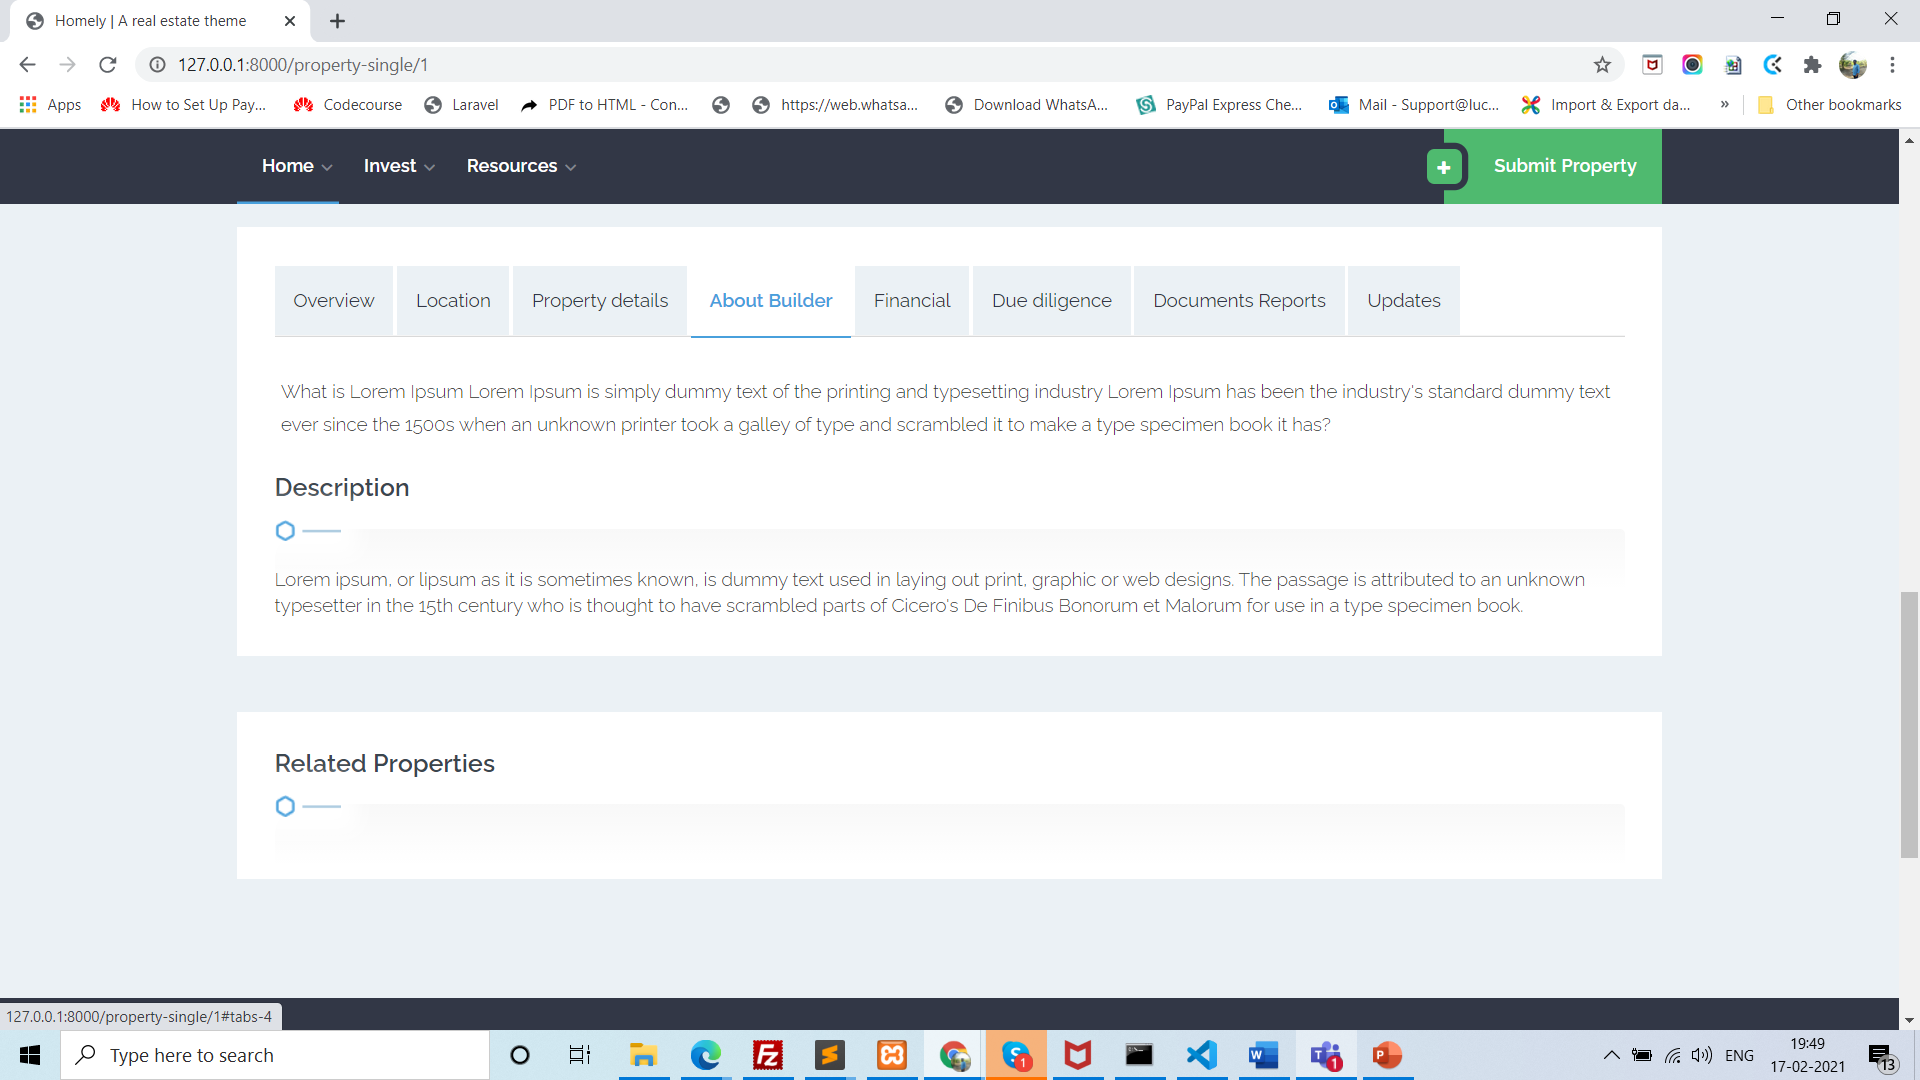 Homely | A real estate theme
127.0.0.1:8000/property-single/1
Apps How to Set Up Pay... Codecourse Laravel PDF to HTML - Con... https://web.whatsa... Download WhatsA... PayPal Express Che... Mail - Support@luc... Import & Export da... » Other bookmarks
Home Invest Resources + Submit Property
Overview Location Property details About Builder Financial Due diligence Documents Reports Updates
What is Lorem Ipsum Lorem Ipsum is simply dummy text of the printing and typesetting industry Lorem Ipsum has been the industry's standard dummy text
ever since the 1500s when an unknown printer took a galley of type and scrambled it to make a type specimen book it has?
Description
Lorem ipsum, or lipsum as it is sometimes known, is dummy text used in laying out print, graphic or web designs. The passage is attributed to an unknown
typesetter in the 15th century who is thought to have scrambled parts of Cicero's De Finibus Bonorum et Malorum for use in a type specimen book.
Related Properties
127.0.0.1:8000/property-single/1#tabs-4
Type here to search
1
1
ENG
19:49
17-02-2021
13